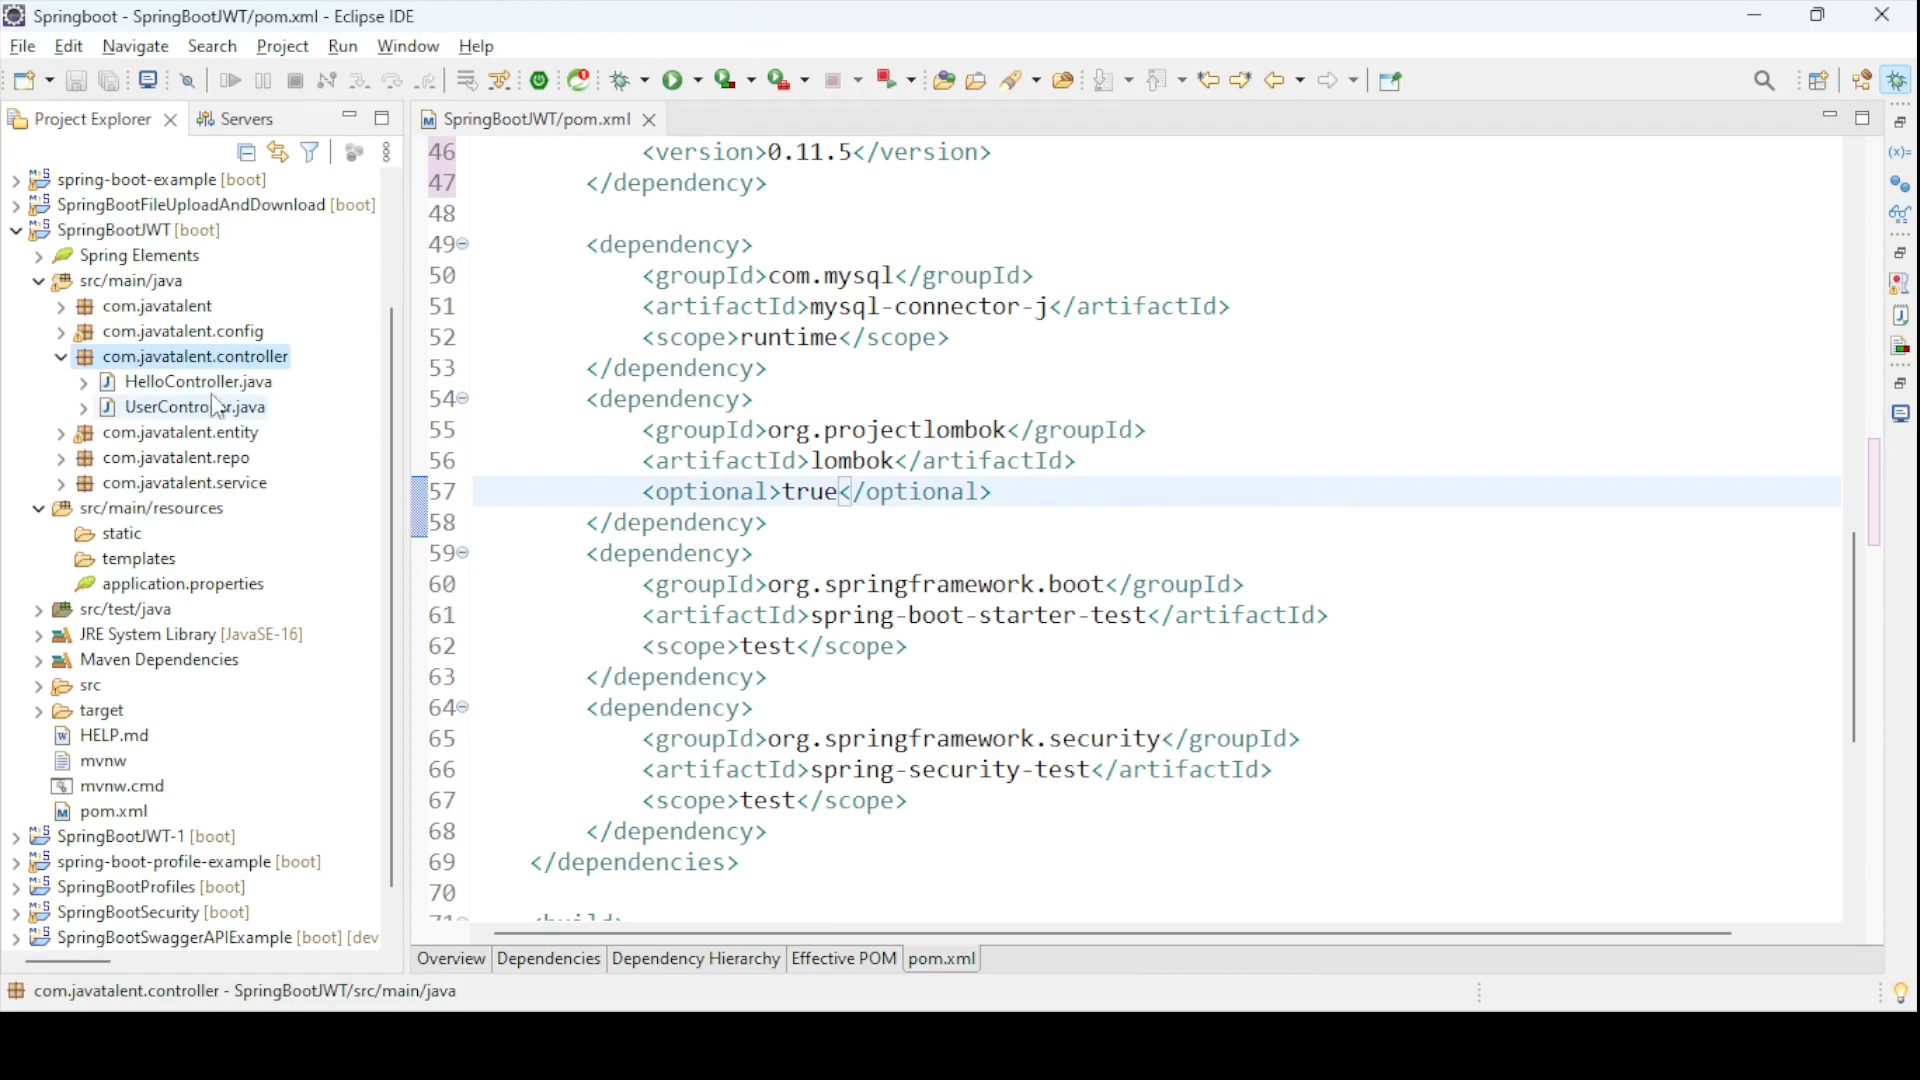 Springboot - SpringBootJWT/pom.xml - Eclipse IDE
File Edit Navigate Search Project Run Window Help
Project Explorer Servers
spring-boot-example [boot]
SpringBootFileUploadAndDownload [boot]
SpringBootJWT [boot]
Spring Elements
src/main/java
com.javatalent
com.javatalent.config
com.javatalent.controller
HelloController.java
UserController.java
com.javatalent.entity
com.javatalent.repo
com.javatalent.service
src/main/resources
static
templates
application.properties
src/test/java
JRE System Library [JavaSE-16]
Maven Dependencies
src
target
HELP.md
mvnw
mvnw.cmd
pom.xml
SpringBootJWT-1 [boot]
spring-boot-profile-example [boot]
SpringBootProfiles [boot]
SpringBootSecurity [boot]
SpringBootSwaggerAPIExample [boot] [dev
SpringBootJWT/pom.xml
46 <version>0.11.5</version>
47 </dependency>
48
49 <dependency>
50 <groupId>com.mysql</groupId>
51 <artifactId>mysql-connector-j</artifactId>
52 <scope>runtime</scope>
53 </dependency>
54 <dependency>
55 <groupId>org.projectlombok</groupId>
56 <artifactId>lombok</artifactId>
57 <optional>true</optional>
58 </dependency>
59 <dependency>
60 <groupId>org.springframework.boot</groupId>
61 <artifactId>spring-boot-starter-test</artifactId>
62 <scope>test</scope>
63 </dependency>
64 <dependency>
65 <groupId>org.springframework.security</groupId>
66 <artifactId>spring-security-test</artifactId>
67 <scope>test</scope>
68 </dependency>
69 </dependencies>
70
71 <build>
Overview Dependencies Dependency Hierarchy Effective POM pom.xml
com.javatalent.controller - SpringBootJWT/src/main/java